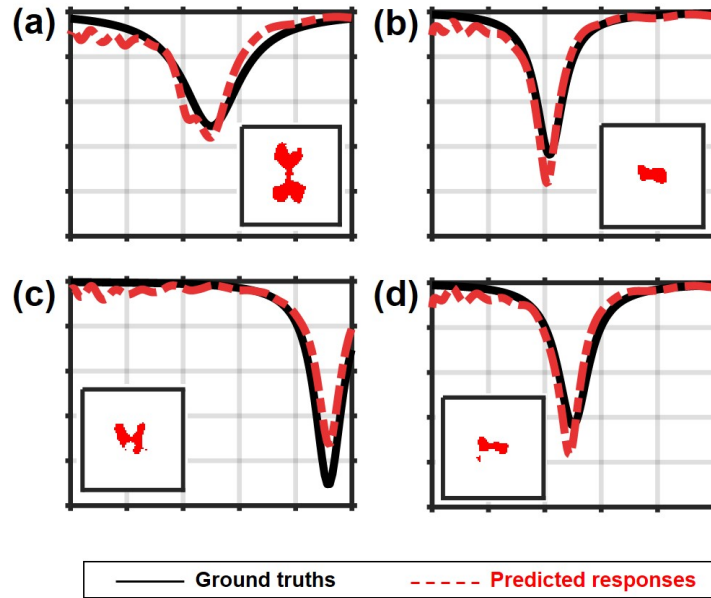 (a)
(b)
(c)
(d)
Ground truths
Predicted responses